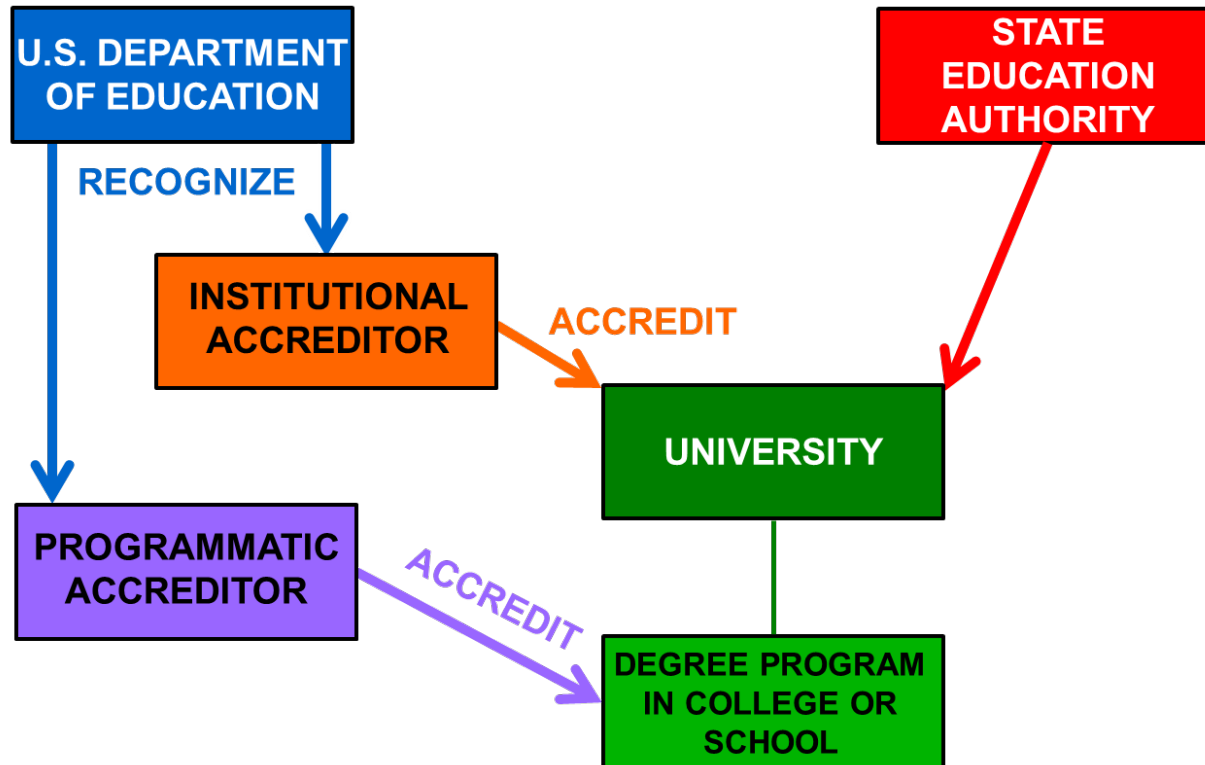 U.S. DEPARTMENT
OF EDUCATION
STATE
EDUCATION
AUTHORITY
RECOGNIZE
INSTITUTIONAL
ACCREDITOR
ACCREDIT
UNIVERSITY
PROGRAMMATIC
ACCREDITOR
ACCREDIT
DEGREE PROGRAM
IN COLLEGE OR
SCHOOL